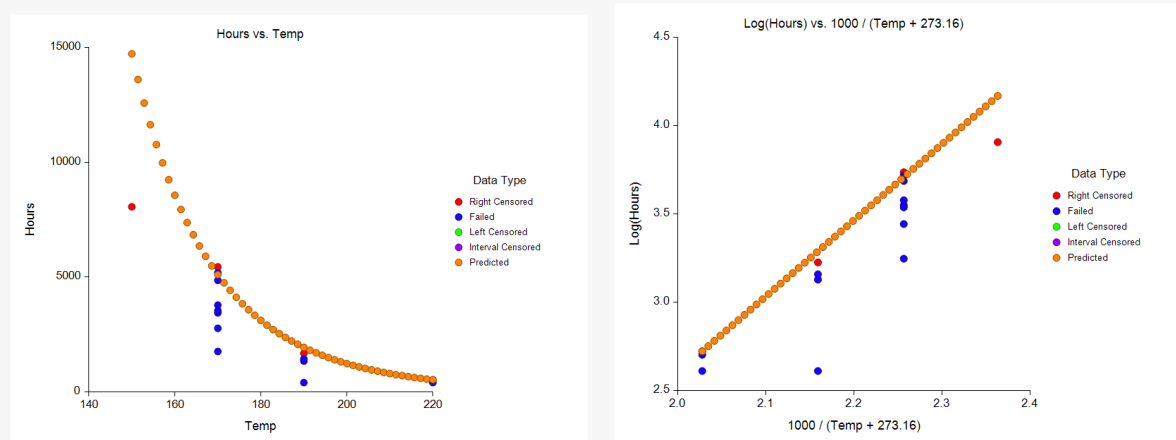 Hours vs. Temp
15000
10000
5000
0
Hours
140
160
180
200
220
Temp
Data Type
Right Censored
Failed
Left Censored
Interval Censored
Predicted
Log(Hours) vs. 1000 / (Temp + 273.16)
4.5
4.0
3.5
3.0
2.5
Log(Hours)
2.0
2.1
2.2
2.3
2.4
1000 / (Temp + 273.16)
Data Type
Right Censored
Failed
Left Censored
Interval Censored
Predicted